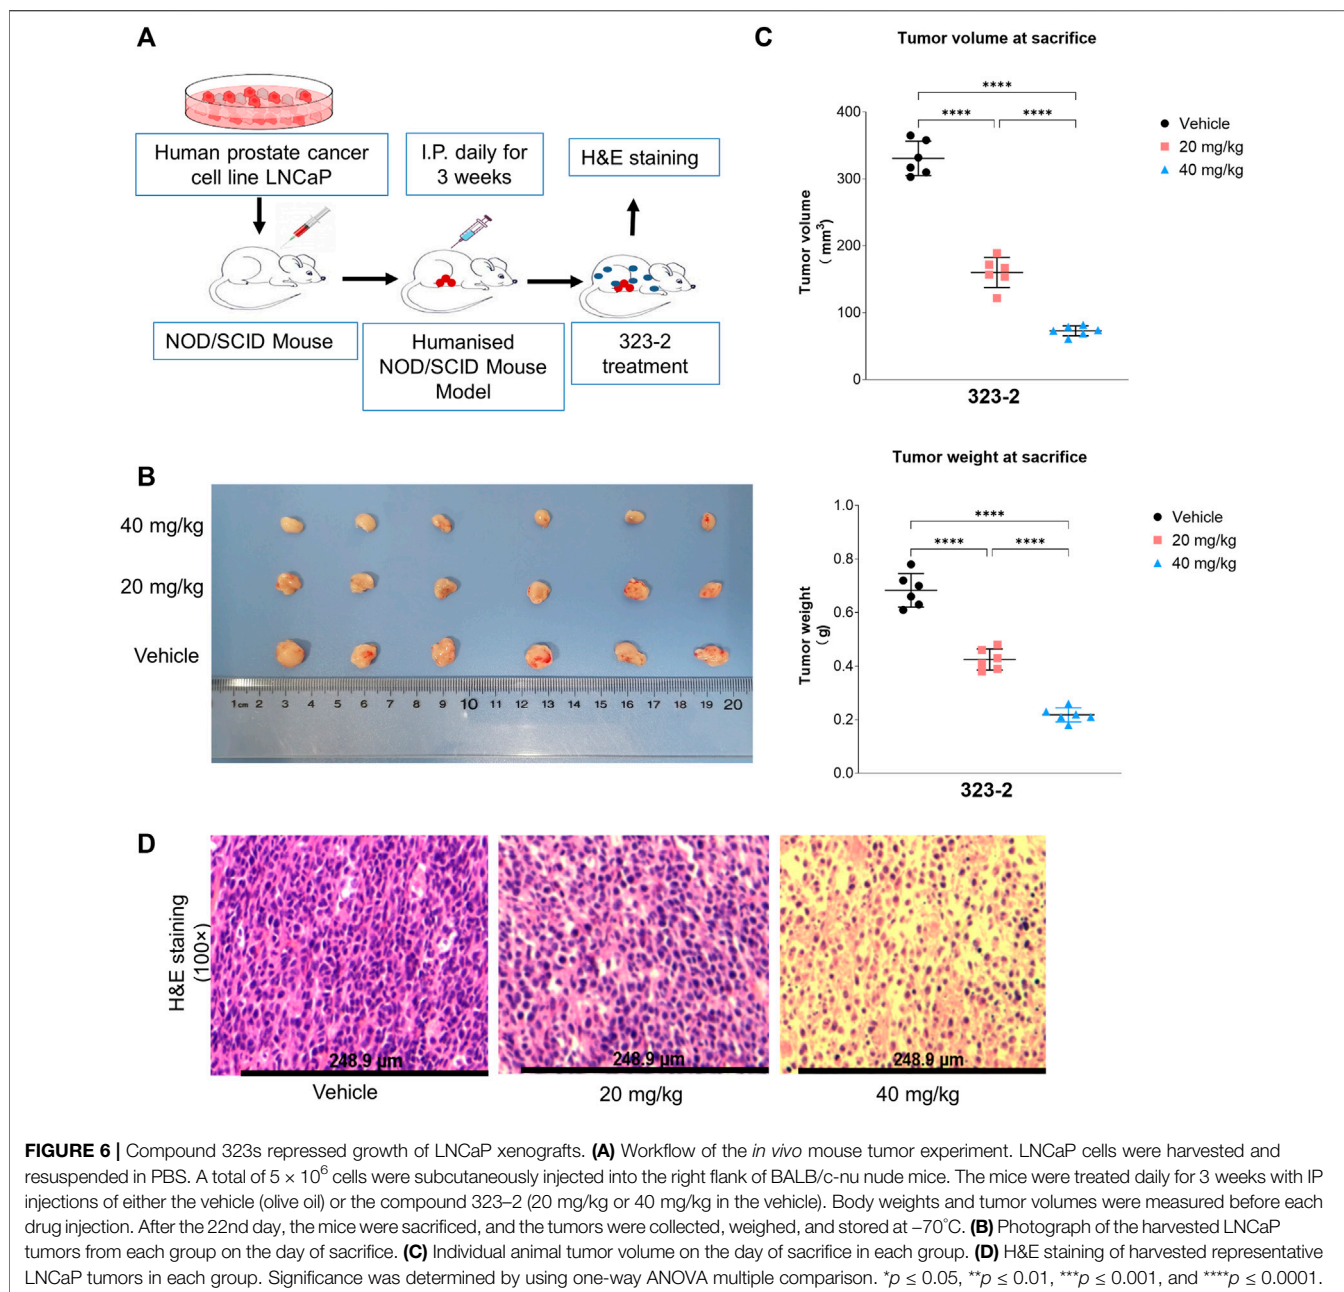 A
Human prostate cancer
cell line LNCaP
I.P. daily for
3 weeks
H&E staining
NOD/SCID Mouse
Humanised
NOD/SCID Mouse
Model
323-2
treatment
B
40 mg/kg
20 mg/kg
Vehicle
1cm 2 3 4 5 6 7 8 9 10 11 12 13 14 15 16 17 18 19 20
C
Tumor volume at sacrifice
****
**** ****
400
300
200
100
0
Tumor volume
( mm³)
323-2
Vehicle
20 mg/kg
40 mg/kg
Tumor weight at sacrifice
****
**** ****
1.0
0.8
0.6
0.4
0.2
0.0
Tumor weight
(g)
323-2
Vehicle
20 mg/kg
40 mg/kg
D
H&E staining
(100×)
248.9 µm
248.9 µm
248.9 µm
Vehicle
20 mg/kg
40 mg/kg
FIGURE 6 | Compound 323s repressed growth of LNCaP xenografts. (A) Workflow of the in vivo mouse tumor experiment. LNCaP cells were harvested and
resuspended in PBS. A total of 5 × 10⁶ cells were subcutaneously injected into the right flank of BALB/c-nu nude mice. The mice were treated daily for 3 weeks with IP
injections of either the vehicle (olive oil) or the compound 323–2 (20 mg/kg or 40 mg/kg in the vehicle). Body weights and tumor volumes were measured before each
drug injection. After the 22nd day, the mice were sacrificed, and the tumors were collected, weighed, and stored at −70°C. (B) Photograph of the harvested LNCaP
tumors from each group on the day of sacrifice. (C) Individual animal tumor volume on the day of sacrifice in each group. (D) H&E staining of harvested representative
LNCaP tumors in each group. Significance was determined by using one-way ANOVA multiple comparison. *p ≤ 0.05, **p ≤ 0.01, ***p ≤ 0.001, and ****p ≤ 0.0001.